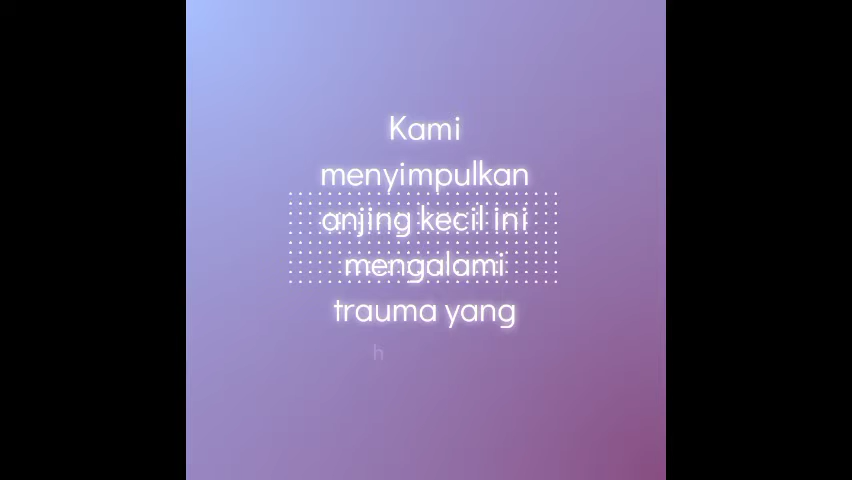 Kami
menyimpulkan
anjing kecil ini
mengalami
trauma yang
h